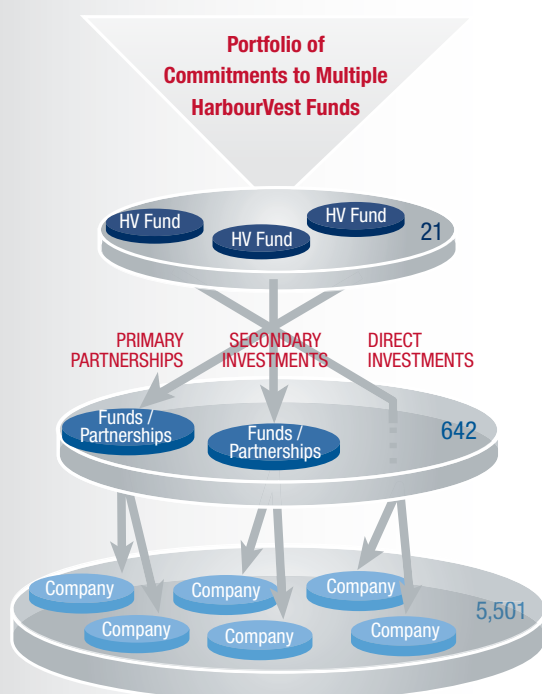 Portfolio of
Commitments to Multiple
HarbourVest Funds
HV Fund
HV Fund
HV Fund
21
PRIMARY
PARTNERSHIPS
SECONDARY
INVESTMENTS
DIRECT
INVESTMENTS
Funds /
Partnerships
Funds /
Partnerships
642
Company
Company
Company
5,501
Company
Company
Company